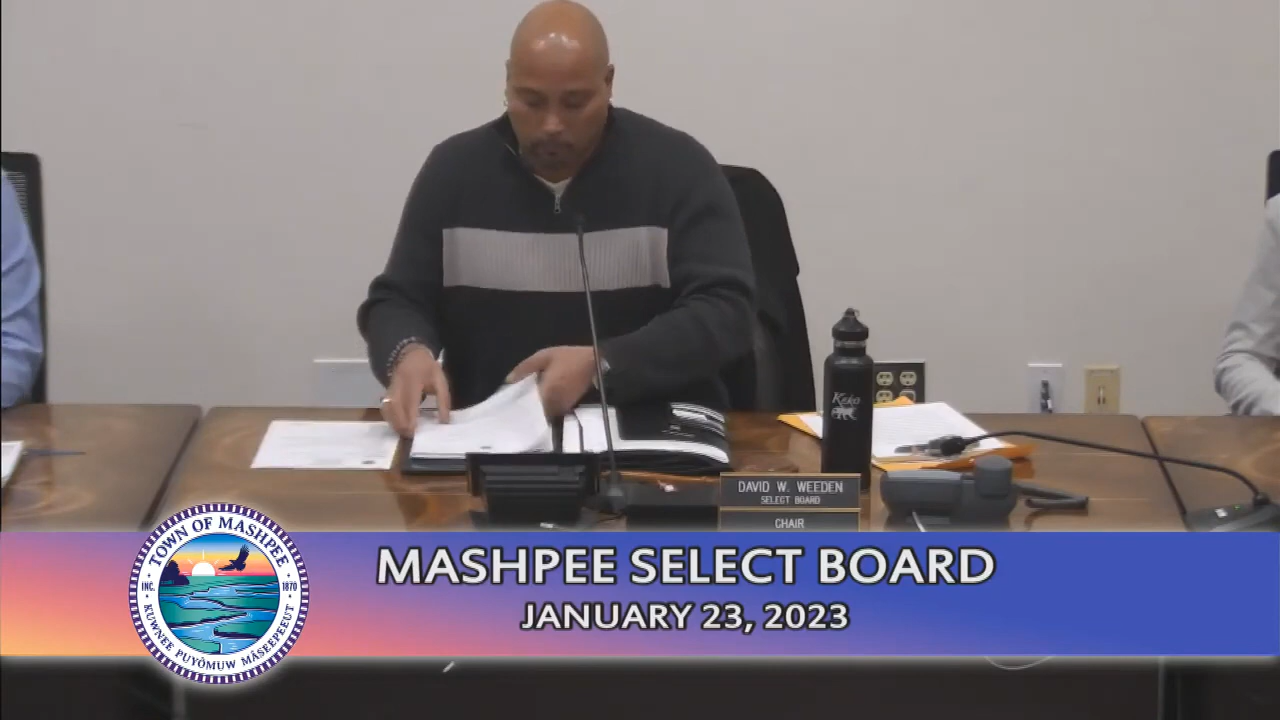 Keko
DAVID W. WEEDEN
SELECT BOARD
CHAIR
TOWN OF MASHPEE
INC. 1870
KUWNEE PUYÔMUW MÂSEEPEEUT
MASHPEE SELECT BOARD
JANUARY 23, 2023